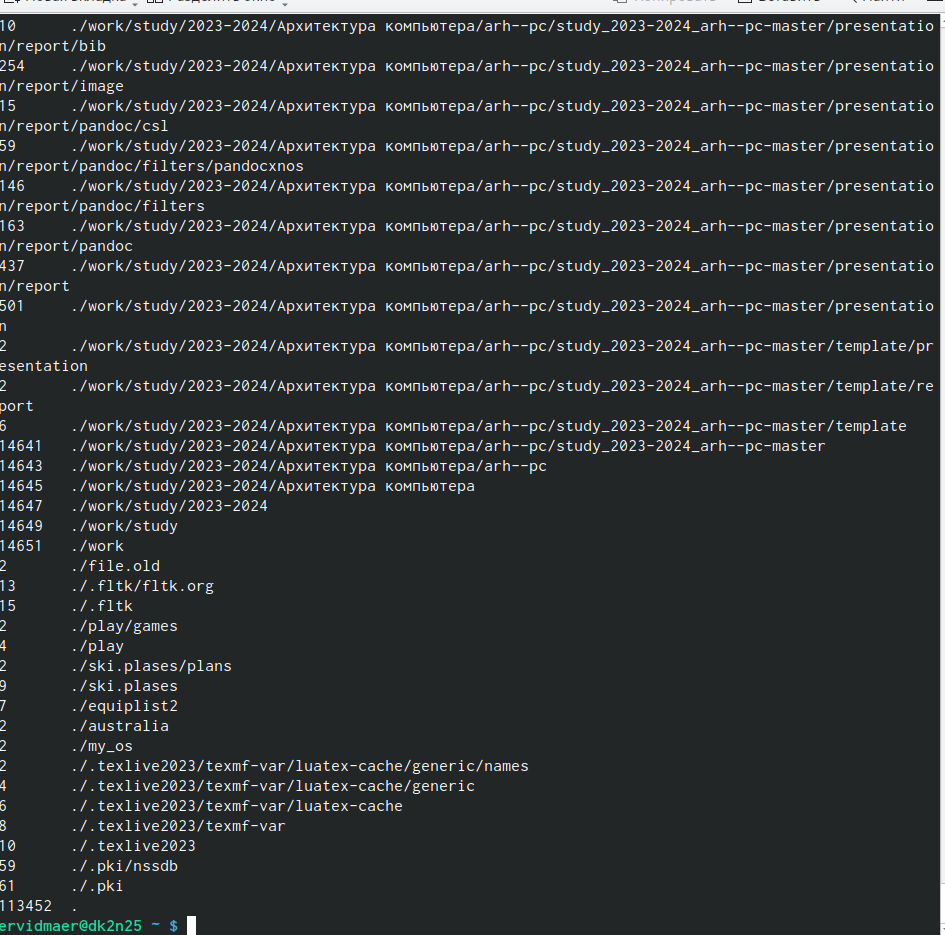 10      ./work/study/2023-2024/Архитектура компьютера/arh--pc/study_2023-2024_arh--pc-master/presentatio
n/report/bib
254     ./work/study/2023-2024/Архитектура компьютера/arh--pc/study_2023-2024_arh--pc-master/presentatio
n/report/image
15      ./work/study/2023-2024/Архитектура компьютера/arh--pc/study_2023-2024_arh--pc-master/presentatio
n/report/pandoc/csl
59      ./work/study/2023-2024/Архитектура компьютера/arh--pc/study_2023-2024_arh--pc-master/presentatio
n/report/pandoc/filters/pandocxnos
146     ./work/study/2023-2024/Архитектура компьютера/arh--pc/study_2023-2024_arh--pc-master/presentatio
n/report/pandoc/filters
163     ./work/study/2023-2024/Архитектура компьютера/arh--pc/study_2023-2024_arh--pc-master/presentatio
n/report/pandoc
437     ./work/study/2023-2024/Архитектура компьютера/arh--pc/study_2023-2024_arh--pc-master/presentatio
n/report
501     ./work/study/2023-2024/Архитектура компьютера/arh--pc/study_2023-2024_arh--pc-master/presentatio
n
2       ./work/study/2023-2024/Архитектура компьютера/arh--pc/study_2023-2024_arh--pc-master/template/pr
esentation
2       ./work/study/2023-2024/Архитектура компьютера/arh--pc/study_2023-2024_arh--pc-master/template/re
port
6       ./work/study/2023-2024/Архитектура компьютера/arh--pc/study_2023-2024_arh--pc-master/template
14641   ./work/study/2023-2024/Архитектура компьютера/arh--pc/study_2023-2024_arh--pc-master
14643   ./work/study/2023-2024/Архитектура компьютера/arh--pc
14645   ./work/study/2023-2024/Архитектура компьютера
14647   ./work/study/2023-2024
14649   ./work/study
14651   ./work
2       ./file.old
13      ./.fltk/fltk.org
15      ./.fltk
2       ./play/games
4       ./play
2       ./ski.plases/plans
9       ./ski.plases
7       ./equiplist2
2       ./australia
2       ./my_os
2       ./.texlive2023/texmf-var/luatex-cache/generic/names
4       ./.texlive2023/texmf-var/luatex-cache/generic
6       ./.texlive2023/texmf-var/luatex-cache
8       ./.texlive2023/texmf-var
10      ./.texlive2023
59      ./.pki/nssdb
61      ./.pki
113452  .
ervidmaer@dk2n25 ~ $